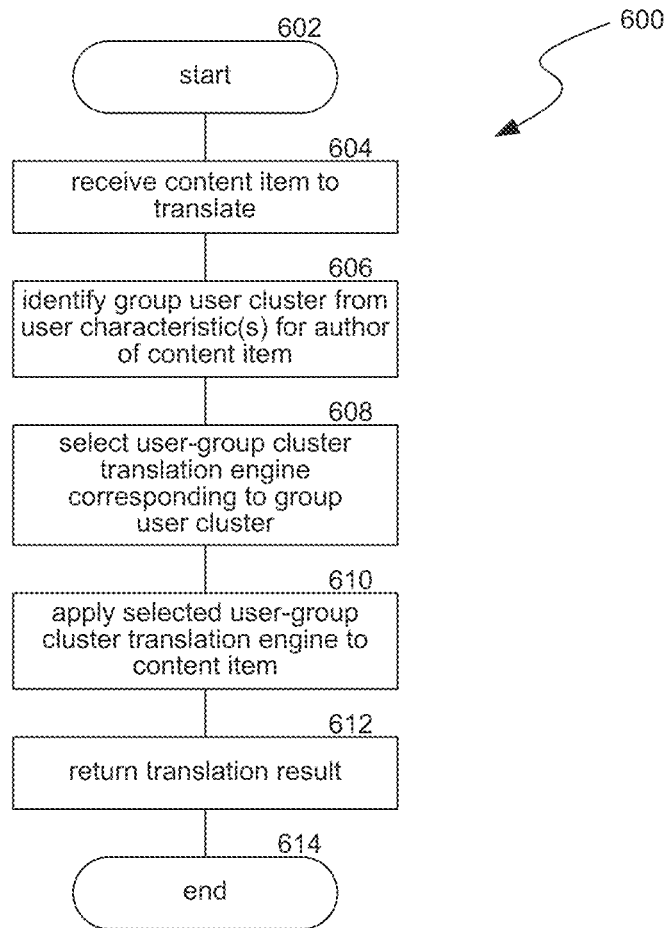 602
600
start
604
receive content item to
translate
606
identify group user cluster from
user characteristic(s) for author
of content item
608
select user-group cluster
translation engine
corresponding to group
user cluster
610
apply selected user-group
cluster translation engine to
content item
612
return translation result
614
end